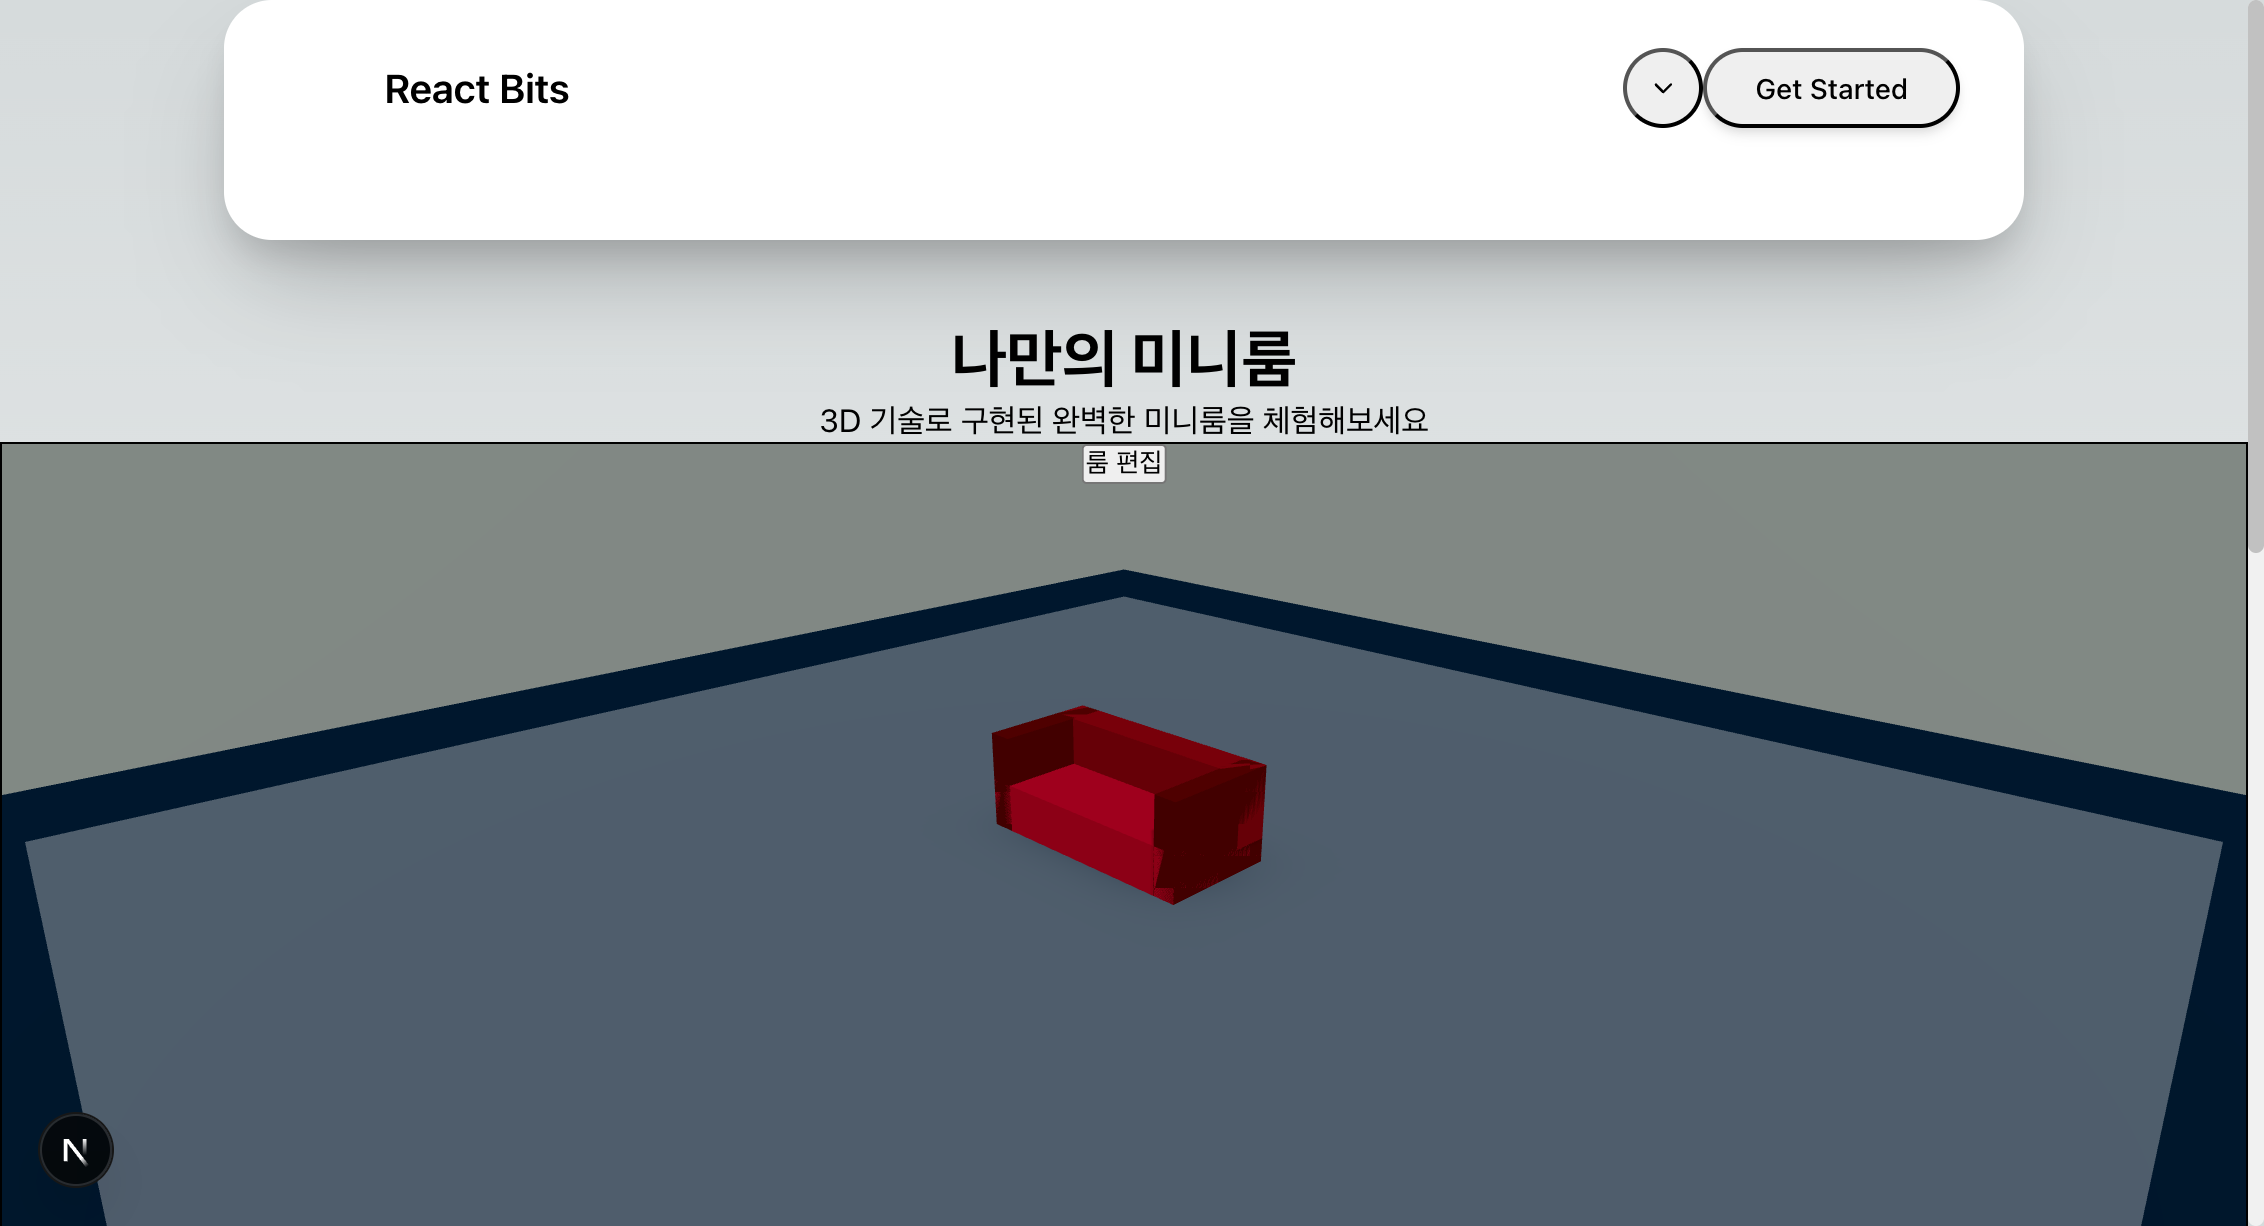 React Bits
Get Started
나만의 미니룸
3D 기술로 구현된 완벽한 미니룸을 체험해보세요
룸 편집
N